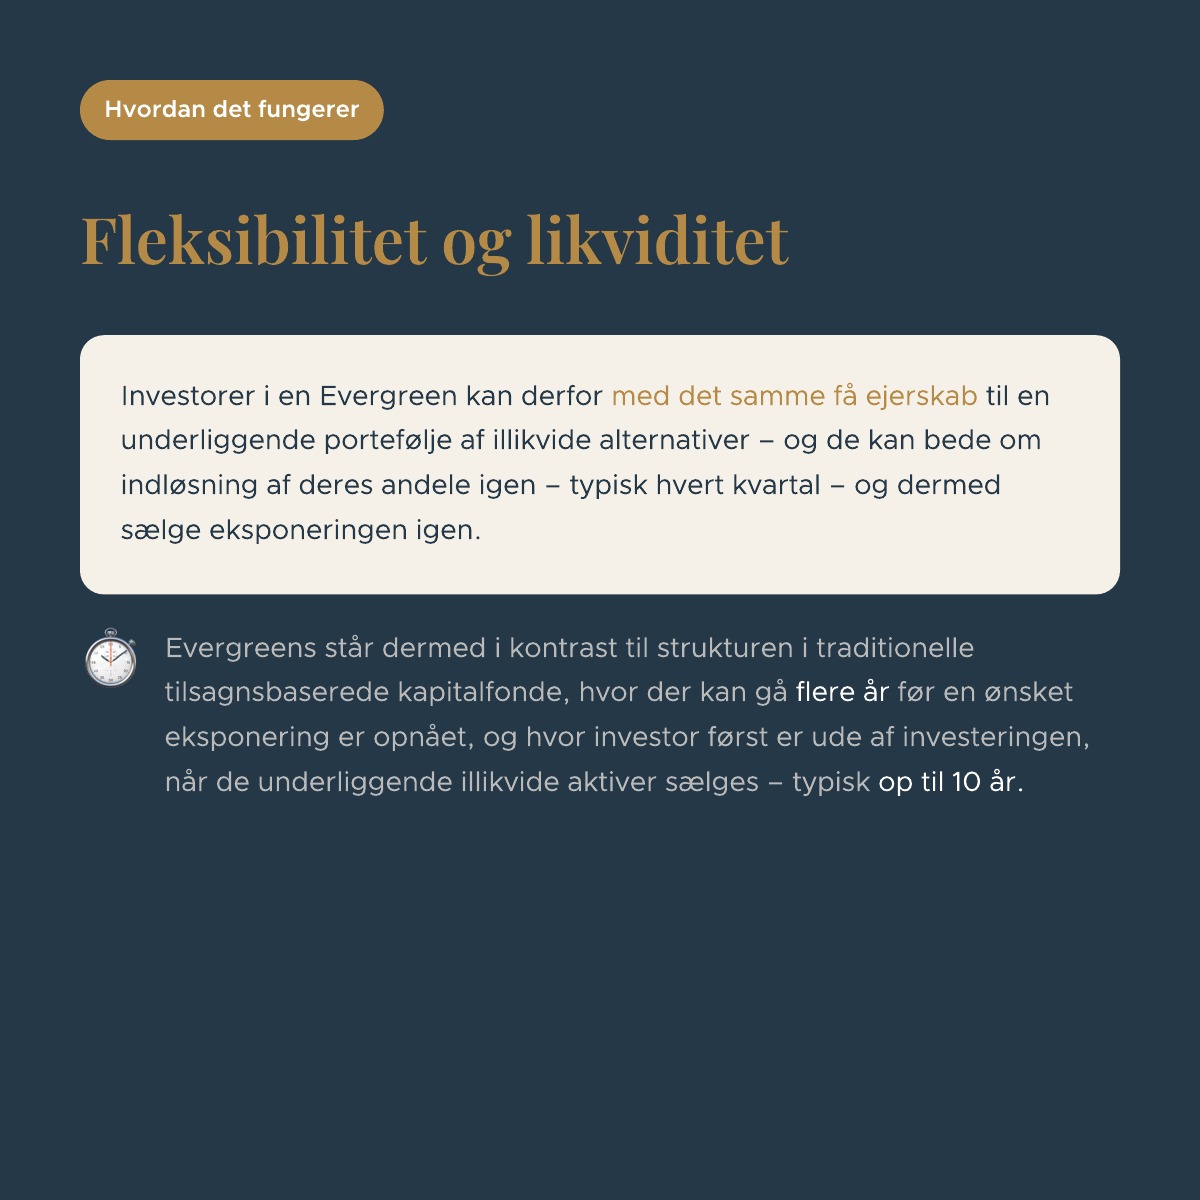 Hvordan det fungerer
Fleksibilitet og likviditet
Investorer i en Evergreen kan derfor med det samme få ejerskab til en
underliggende portefølje af illikvide alternativer – og de kan bede om
indløsning af deres andele igen – typisk hvert kvartal – og dermed
sælge eksponeringen igen.
Evergreens står dermed i kontrast til strukturen i traditionelle
tilsagnsbaserede kapitalfonde, hvor der kan gå flere år før en ønsket
eksponering er opnået, og hvor investor først er ude af investeringen,
når de underliggende illikvide aktiver sælges – typisk op til 10 år.